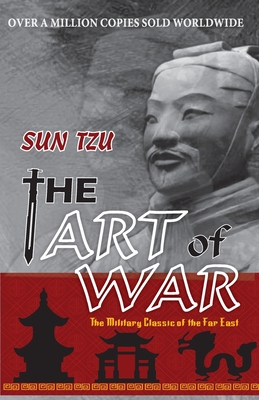 OVER A MILLION COPIES SOLD WORLDWIDE
SUN TZU
THE
ART of
WAR
The Military Classic of the Far East